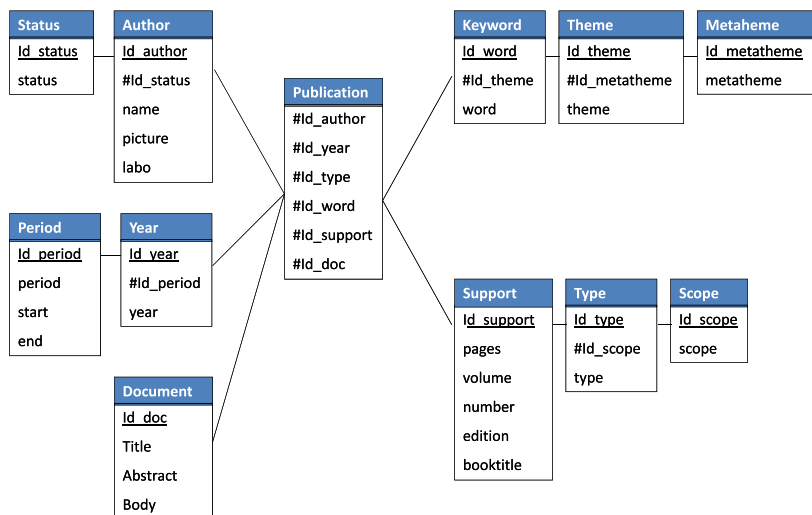 Status
Id_status
status
Author
Id_author
#Id_status
name
picture
labo
Publication
#Id_author
#Id_year
#Id_type
#Id_word
#Id_support
#Id_doc
Keyword
Id_word
#Id_theme
word
Theme
Id_theme
#Id_metatheme
theme
Metaheme
Id_metatheme
metatheme
Period
Id_period
period
start
end
Year
Id_year
#Id_period
year
Document
Id_doc
Title
Abstract
Body
Support
Id_support
pages
volume
number
edition
booktitle
Type
Id_type
#Id_scope
type
Scope
Id_scope
scope